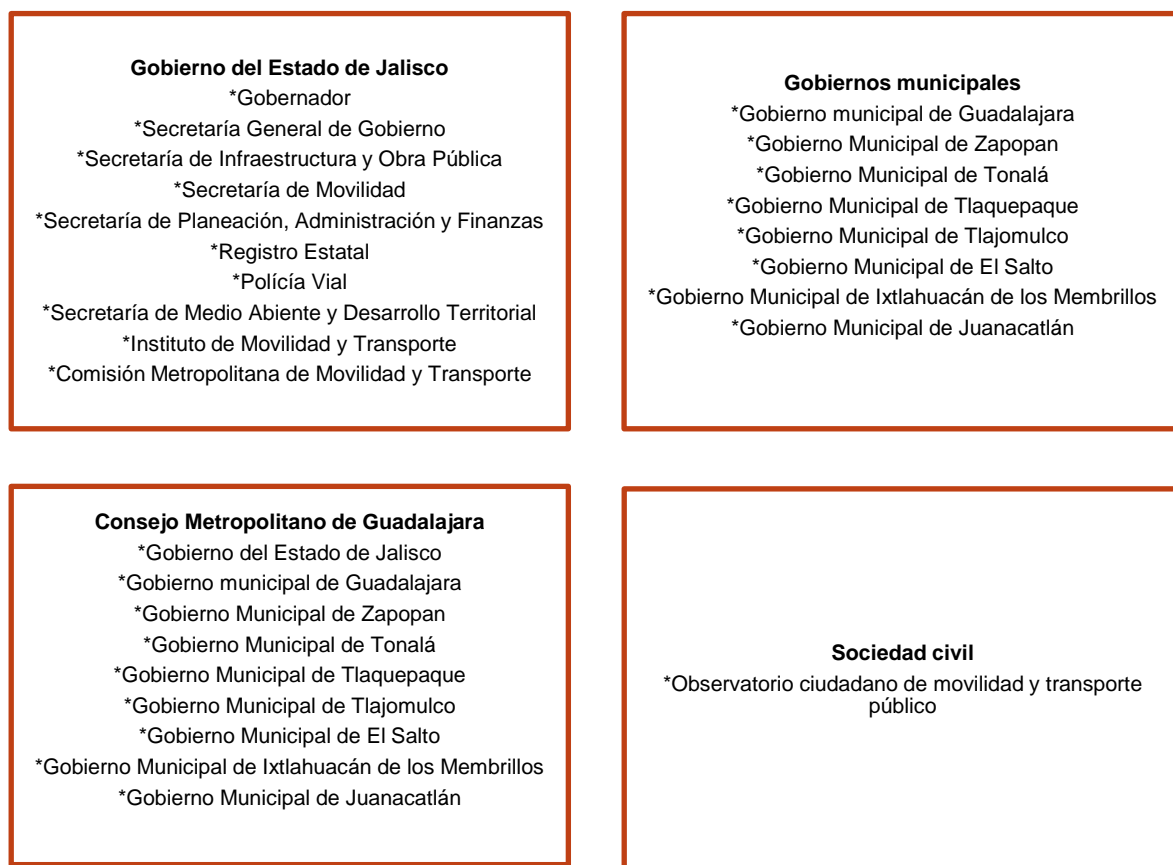 Gobierno del Estado de Jalisco
*Gobernador
*Secretaría General de Gobierno
*Secretaría de Infraestructura y Obra Pública
*Secretaría de Movilidad
*Secretaría de Planeación, Administración y Finanzas
*Registro Estatal
*Polícía Vial
*Secretaría de Medio Abiente y Desarrollo Territorial
*Instituto de Movilidad y Transporte
*Comisión Metropolitana de Movilidad y Transporte
Gobiernos municipales
*Gobierno municipal de Guadalajara
*Gobierno Municipal de Zapopan
*Gobierno Municipal de Tonalá
*Gobierno Municipal de Tlaquepaque
*Gobierno Municipal de Tlajomulco
*Gobierno Municipal de El Salto
*Gobierno Municipal de Ixtlahuacán de los Membrillos
*Gobierno Municipal de Juanacatlán
Consejo Metropolitano de Guadalajara
*Gobierno del Estado de Jalisco
*Gobierno municipal de Guadalajara
*Gobierno Municipal de Zapopan
*Gobierno Municipal de Tonalá
*Gobierno Municipal de Tlaquepaque
*Gobierno Municipal de Tlajomulco
*Gobierno Municipal de El Salto
*Gobierno Municipal de Ixtlahuacán de los Membrillos
*Gobierno Municipal de Juanacatlán
Sociedad civil
*Observatorio ciudadano de movilidad y transporte
público